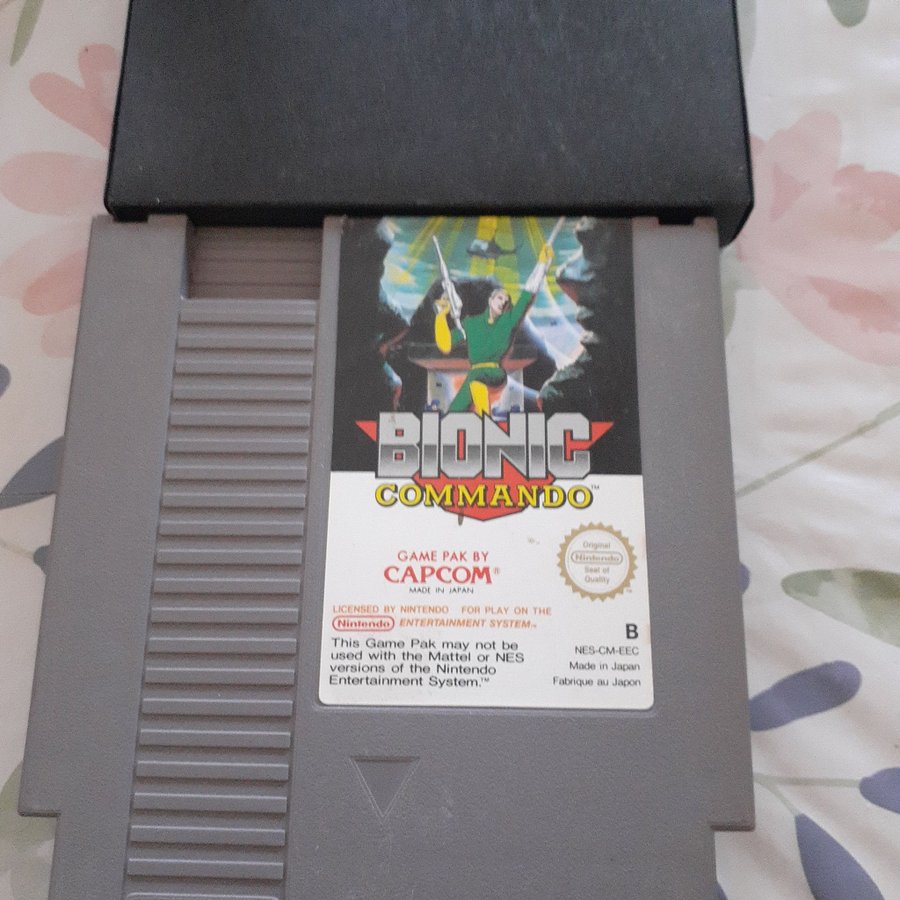 BIONIC
COMMANDO™
GAME PAK BY
CAPCOM®
MADE IN JAPAN
Original
Nintendo
Seal of
Quality
™
LICENSED BY NINTENDO FOR PLAY ON THE
Nintendo ENTERTAINMENT SYSTEM™
This Game Pak may not be
used with the Mattel or NES
versions of the Nintendo
Entertainment System.™
B
NES-CM-EEC
Made in Japan
Fabriqué au Japon